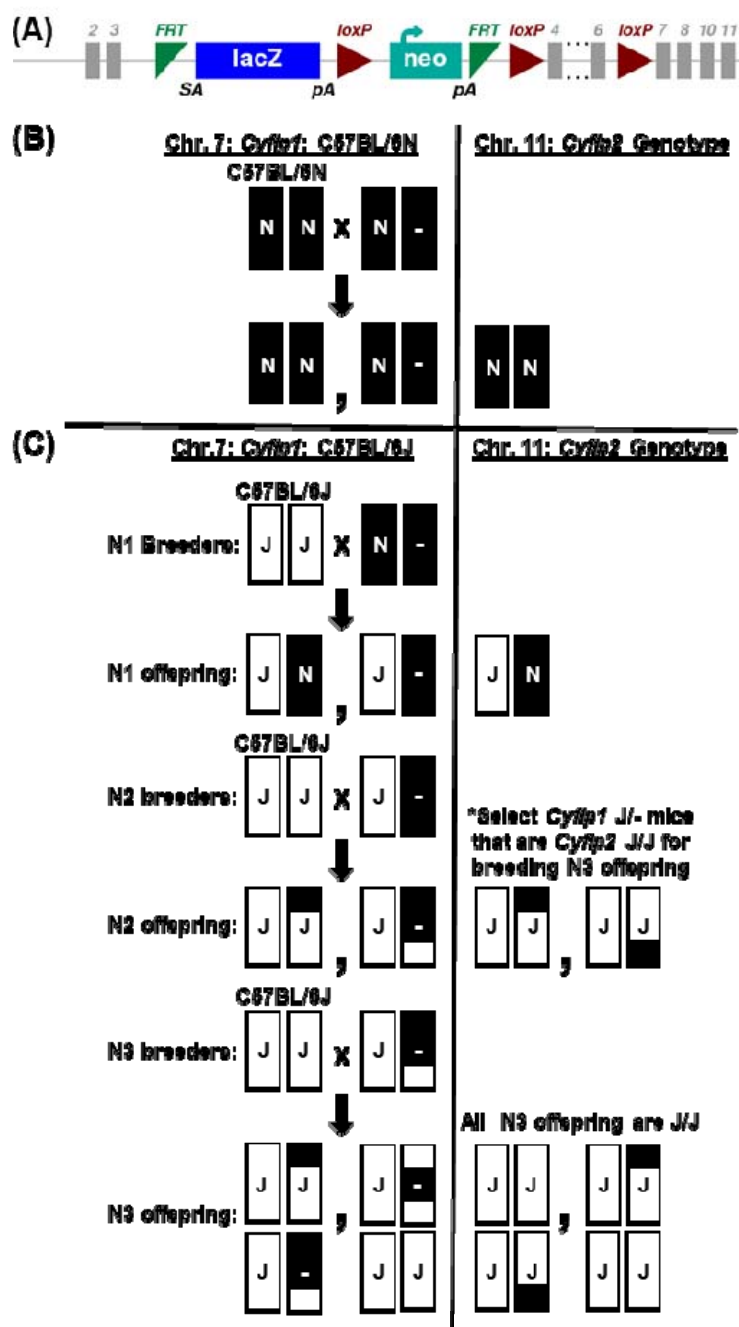 (A)
2 3 FRT lacZ loxP neo FRT loxP 4 ... 6 loxP 7 8 10 11
SA pA pA
(B)
Chr. 7: Cyfip1: C57BL/6N
Chr. 11: Cyfip2 Genotype
C57BL/6N
N N x N -
N N , N - N N
(C)
Chr.7: Cyfip1: C57BL/6J
Chr. 11: Cyfip2 Genotype
C57BL/6J
N1 Breeders: J J x N -
N1 offspring: J N , J - J N
C57BL/6J
N2 breeders: J J x J -
*Select Cyfip1 J/- mice
that are Cyfip2 J/J for
breeding N3 offspring
N2 offspring: J J , J - J J , J J
C57BL/6J
N3 breeders: J J x J -
All N3 offspring are J/J
N3 offspring: J J , J - J J , J J
J - J J J J J J